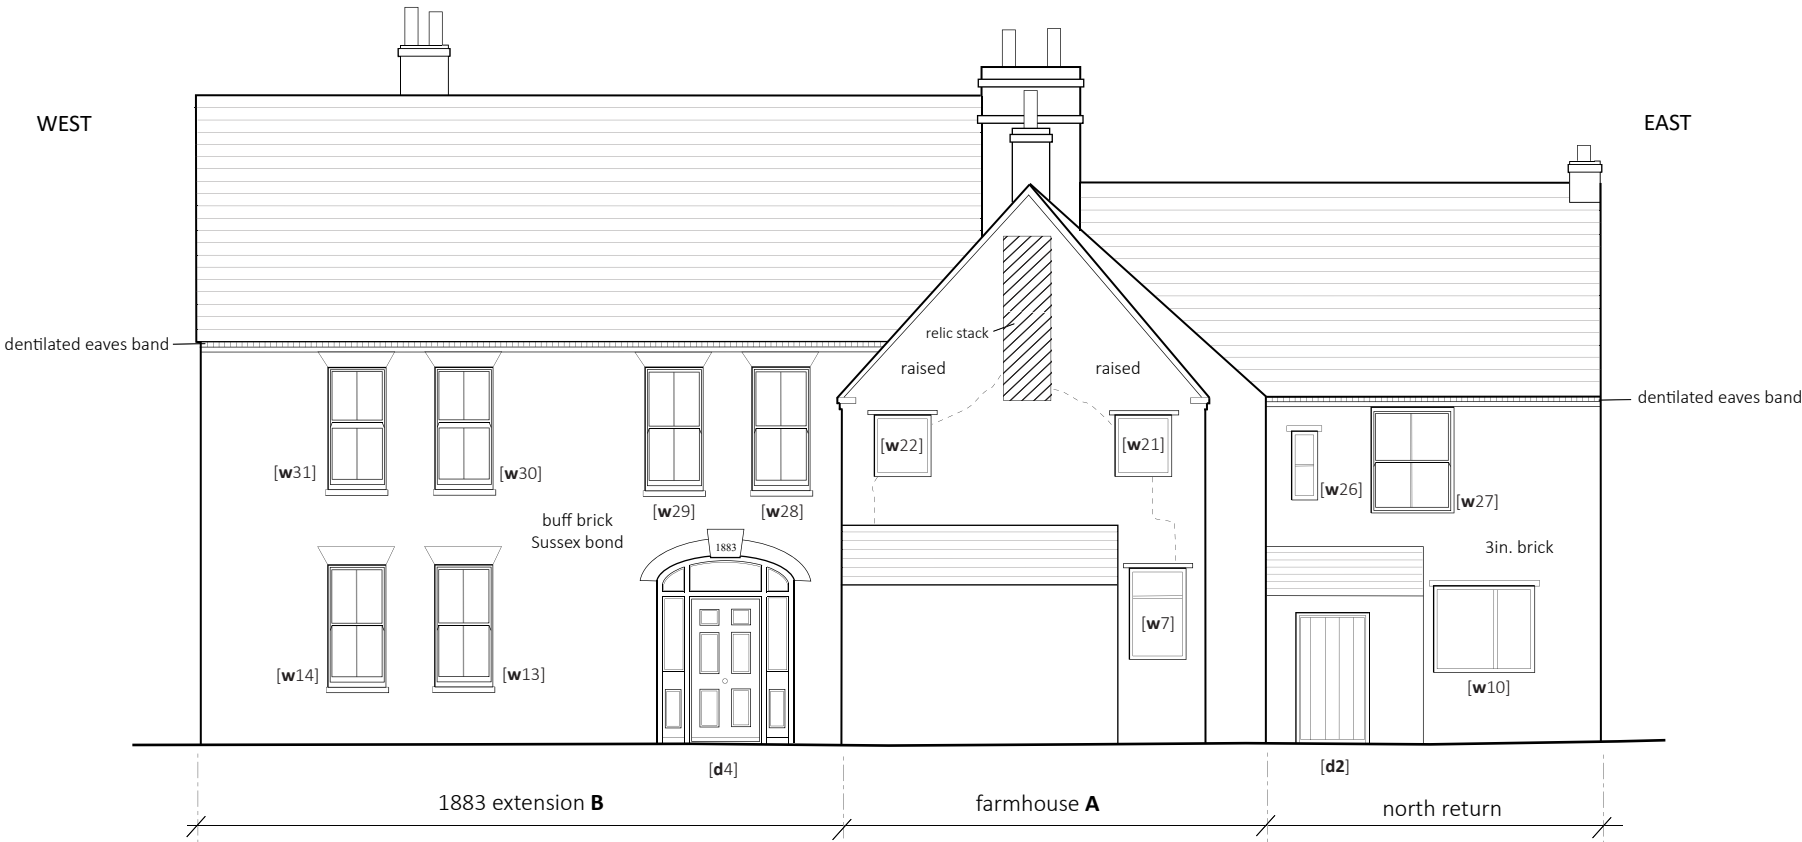 WEST
EAST
dentilated eaves band
relic stack
raised
raised
dentilated eaves band
[w22]
[w21]
[w31]
[w30]
[w29]
[w28]
[w26]
[w27]
buff brick
Sussex bond
1883
3in. brick
[w7]
[w14]
[w13]
[w10]
[d4]
[d2]
1883 extension B
farmhouse A
north return